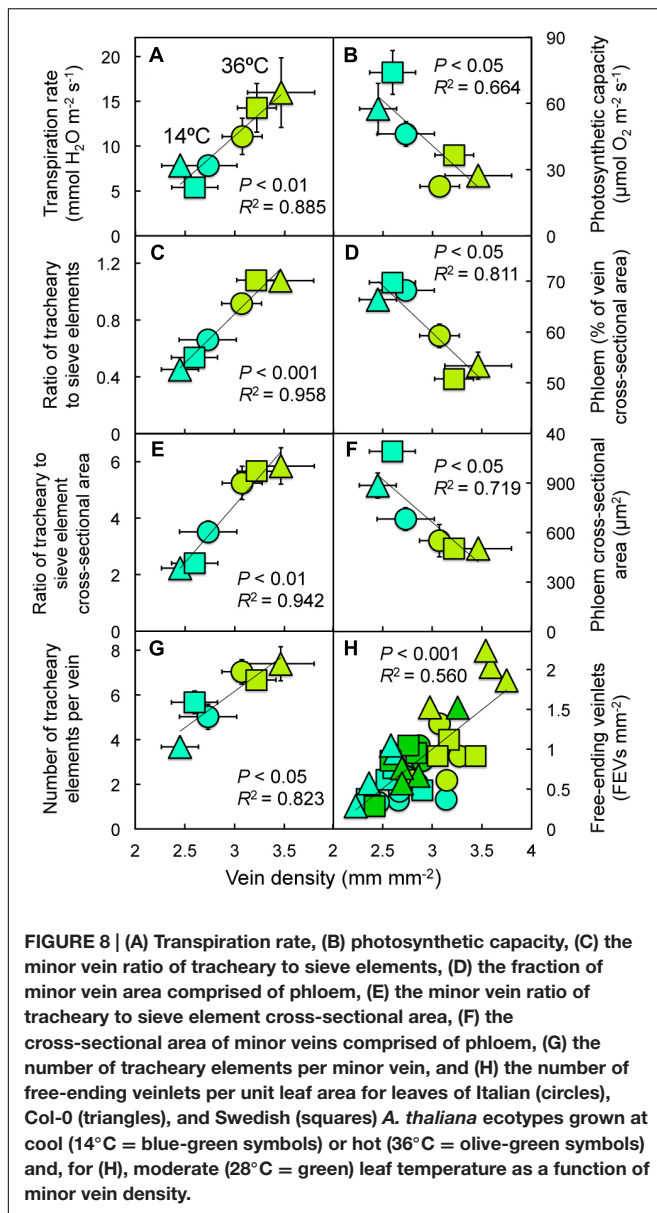 A
36ºC
14ºC
P < 0.01
R² = 0.885
Transpiration rate
(mmol H₂O m⁻² s⁻¹)
20
15
10
5
0
B
P < 0.05
R² = 0.664
90
60
30
0
Photosynthetic capacity
(µmol O₂ m⁻² s⁻¹)
C
P < 0.001
R² = 0.958
Ratio of tracheary
to sieve elements
1.2
0.8
0.4
0
D
P < 0.05
R² = 0.811
70
60
50
0
Phloem (% of vein
cross-sectional area)
E
P < 0.01
R² = 0.942
Ratio of tracheary to
sieve element
cross-sectional area
6
4
2
0
F
P < 0.05
R² = 0.719
40
900
600
300
0
Phloem cross-sectional
area (µm²)
G
P < 0.05
R² = 0.823
Number of tracheary
elements per vein
8
6
4
2
0
H
P < 0.001
R² = 0.560
2
1.5
1
0.5
0
Free-ending veinlets
(FEVs mm⁻²)
2 2.5 3 3.5 2 2.5 3 3.5 4
Vein density (mm mm⁻²)
FIGURE 8 | (A) Transpiration rate, (B) photosynthetic capacity, (C) the
minor vein ratio of tracheary to sieve elements, (D) the fraction of
minor vein area comprised of phloem, (E) the minor vein ratio of
tracheary to sieve element cross-sectional area, (F) the
cross-sectional area of minor veins comprised of phloem, (G) the
number of tracheary elements per minor vein, and (H) the number of
free-ending veinlets per unit leaf area for leaves of Italian (circles),
Col-0 (triangles), and Swedish (squares) A. thaliana ecotypes grown at
cool (14°C = blue-green symbols) or hot (36°C = olive-green symbols)
and, for (H), moderate (28°C = green) leaf temperature as a function of
minor vein density.